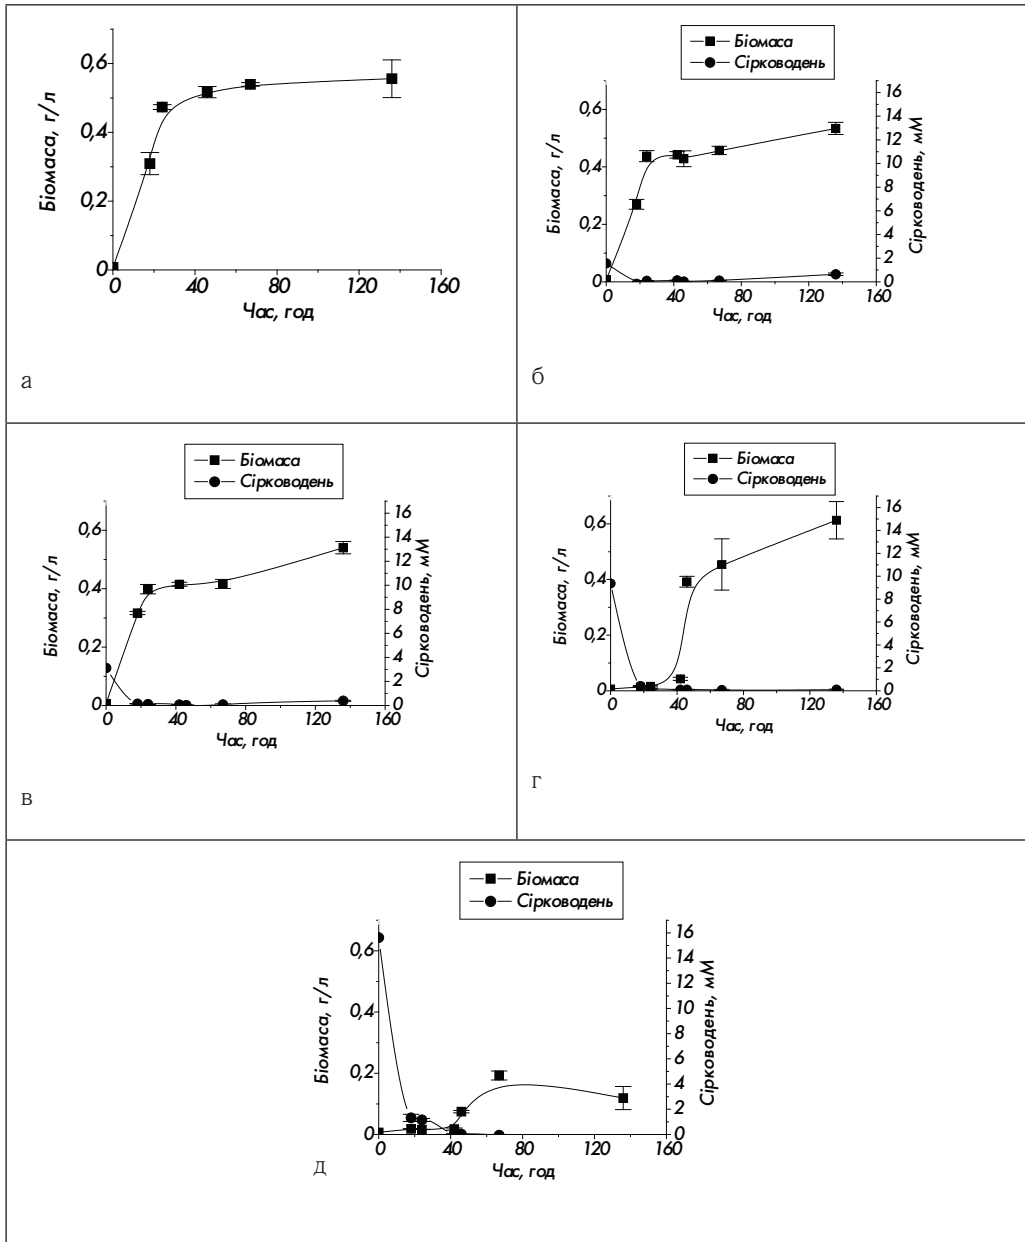 Біомаса, г/л
0,6
0,4
0,2
0
0 40 80 120 160
Час, год
а
Біомаса
Сірководень
Біомаса, г/л
0,6
0,4
0,2
0
16
14
12
10
8
6
4
2
0
Сірководень, мМ
0 40 80 120 160
Час, год
б
Біомаса
Сірководень
Біомаса, г/л
0,6
0,4
0,2
0
16
14
12
10
8
6
4
2
0
Сірководень, мМ
0 40 80 120 160
Час, год
в
Біомаса
Сірководень
Біомаса, г/л
0,6
0,4
0,2
0
16
14
12
10
8
6
4
2
0
Сірководень, мМ
0 40 80 120 160
Час, год
г
Біомаса
Сірководень
Біомаса, г/л
0,6
0,4
0,2
0
16
14
12
10
8
6
4
2
0
Сірководень, мМ
0 40 80 120 160
Час, год
д